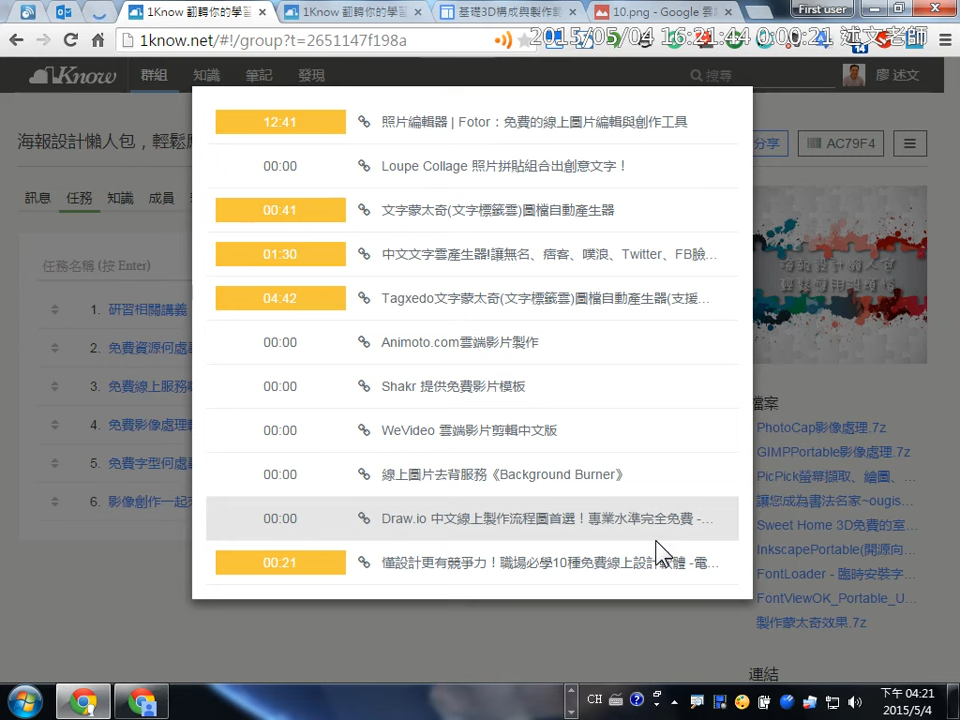 1Know 翻轉你的學習
1Know 翻轉你的學習
基礎3D構成與製作範
10.png - Google 雲
First user
1know.net/#!/group?t=2651147f198a
2015/05/04 16:21:44 0:00:21 述文老師
1Know
群組
知識
筆記
發現
搜尋
廖 述文
海報設計懶人包，輕鬆
分享
AC79F4
訊息
任務
知識
成員
任務名稱 (按 Enter)
1. 研習相關講義
2. 免費資源何處
3. 免費線上服務
4. 免費影像處理
5. 免費字型何處
6. 影像創作一起
12:41 照片編輯器 | Fotor：免費的線上圖片編輯與創作工具
00:00 Loupe Collage 照片拼貼組合出創意文字！
00:41 文字蒙太奇(文字標籤雲)圖檔自動產生器
01:30 中文文字雲產生器!讓無名、痞客、噗浪、Twitter、FB臉...
04:42 Tagxedo文字蒙太奇(文字標籤雲)圖檔自動產生器(支援...
00:00 Animoto.com雲端影片製作
00:00 Shakr 提供免費影片模板
00:00 WeVideo 雲端影片剪輯中文版
00:00 線上圖片去背服務《Background Burner》
00:00 Draw.io 中文線上製作流程圖首選！專業水準完全免費 -...
00:21 懂設計更有競爭力！職場必學10種免費線上設計軟體 -電...
海報設計懶人包
輕鬆
檔案
PhotoCap影像處理.7z
GIMPPortable影像處理.7z
PicPick螢幕擷取、繪圖、...
讓您成為書法名家~ougis...
Sweet Home 3D免費的室...
InkscapePortable(開源向...
FontLoader - 臨時安裝字...
FontViewOK_Portable_U...
製作蒙太奇效果.7z
連結
CH
下午 04:21
2015/5/4